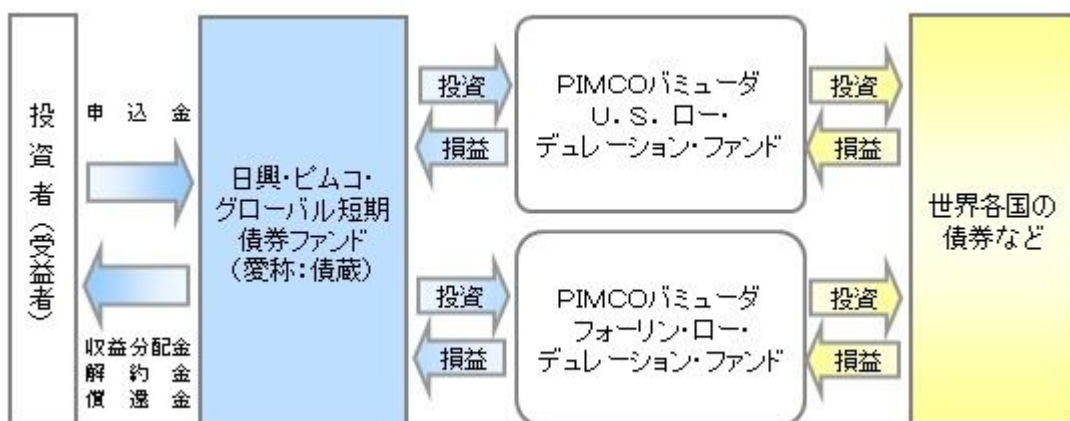 投資者(受益者)
申込金
収益分配金
解約金
償還金
日興・ピムコ・
グローバル短期
債券ファンド
(愛称:債蔵)
投資
損益
投資
損益
PIMCOバミューダ
U.S.ロー・
デュレーション・ファンド
PIMCOバミューダ
フォーリン・ロー・
デュレーション・ファンド
投資
損益
投資
損益
世界各国の
債券など